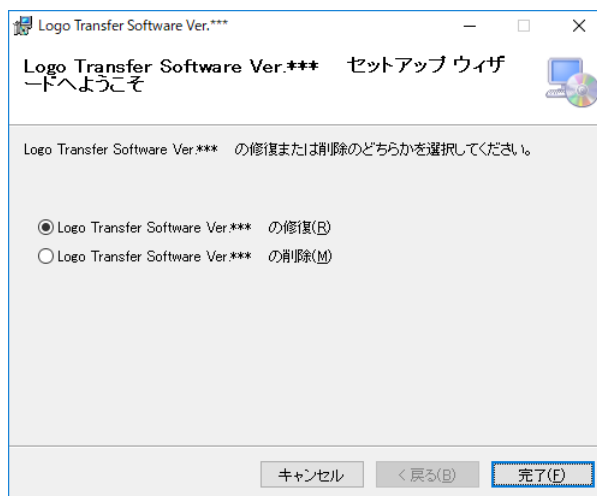 Logo Transfer Software Ver.***
Logo Transfer Software Ver.***　セットアップ ウィザ
ードへようこそ
Logo Transfer Software Ver.***　の修復または削除のどちらかを選択してください。
Logo Transfer Software Ver.***　の修復(R)
Logo Transfer Software Ver.***　の削除(M)
キャンセル　< 戻る(B)　完了(F)